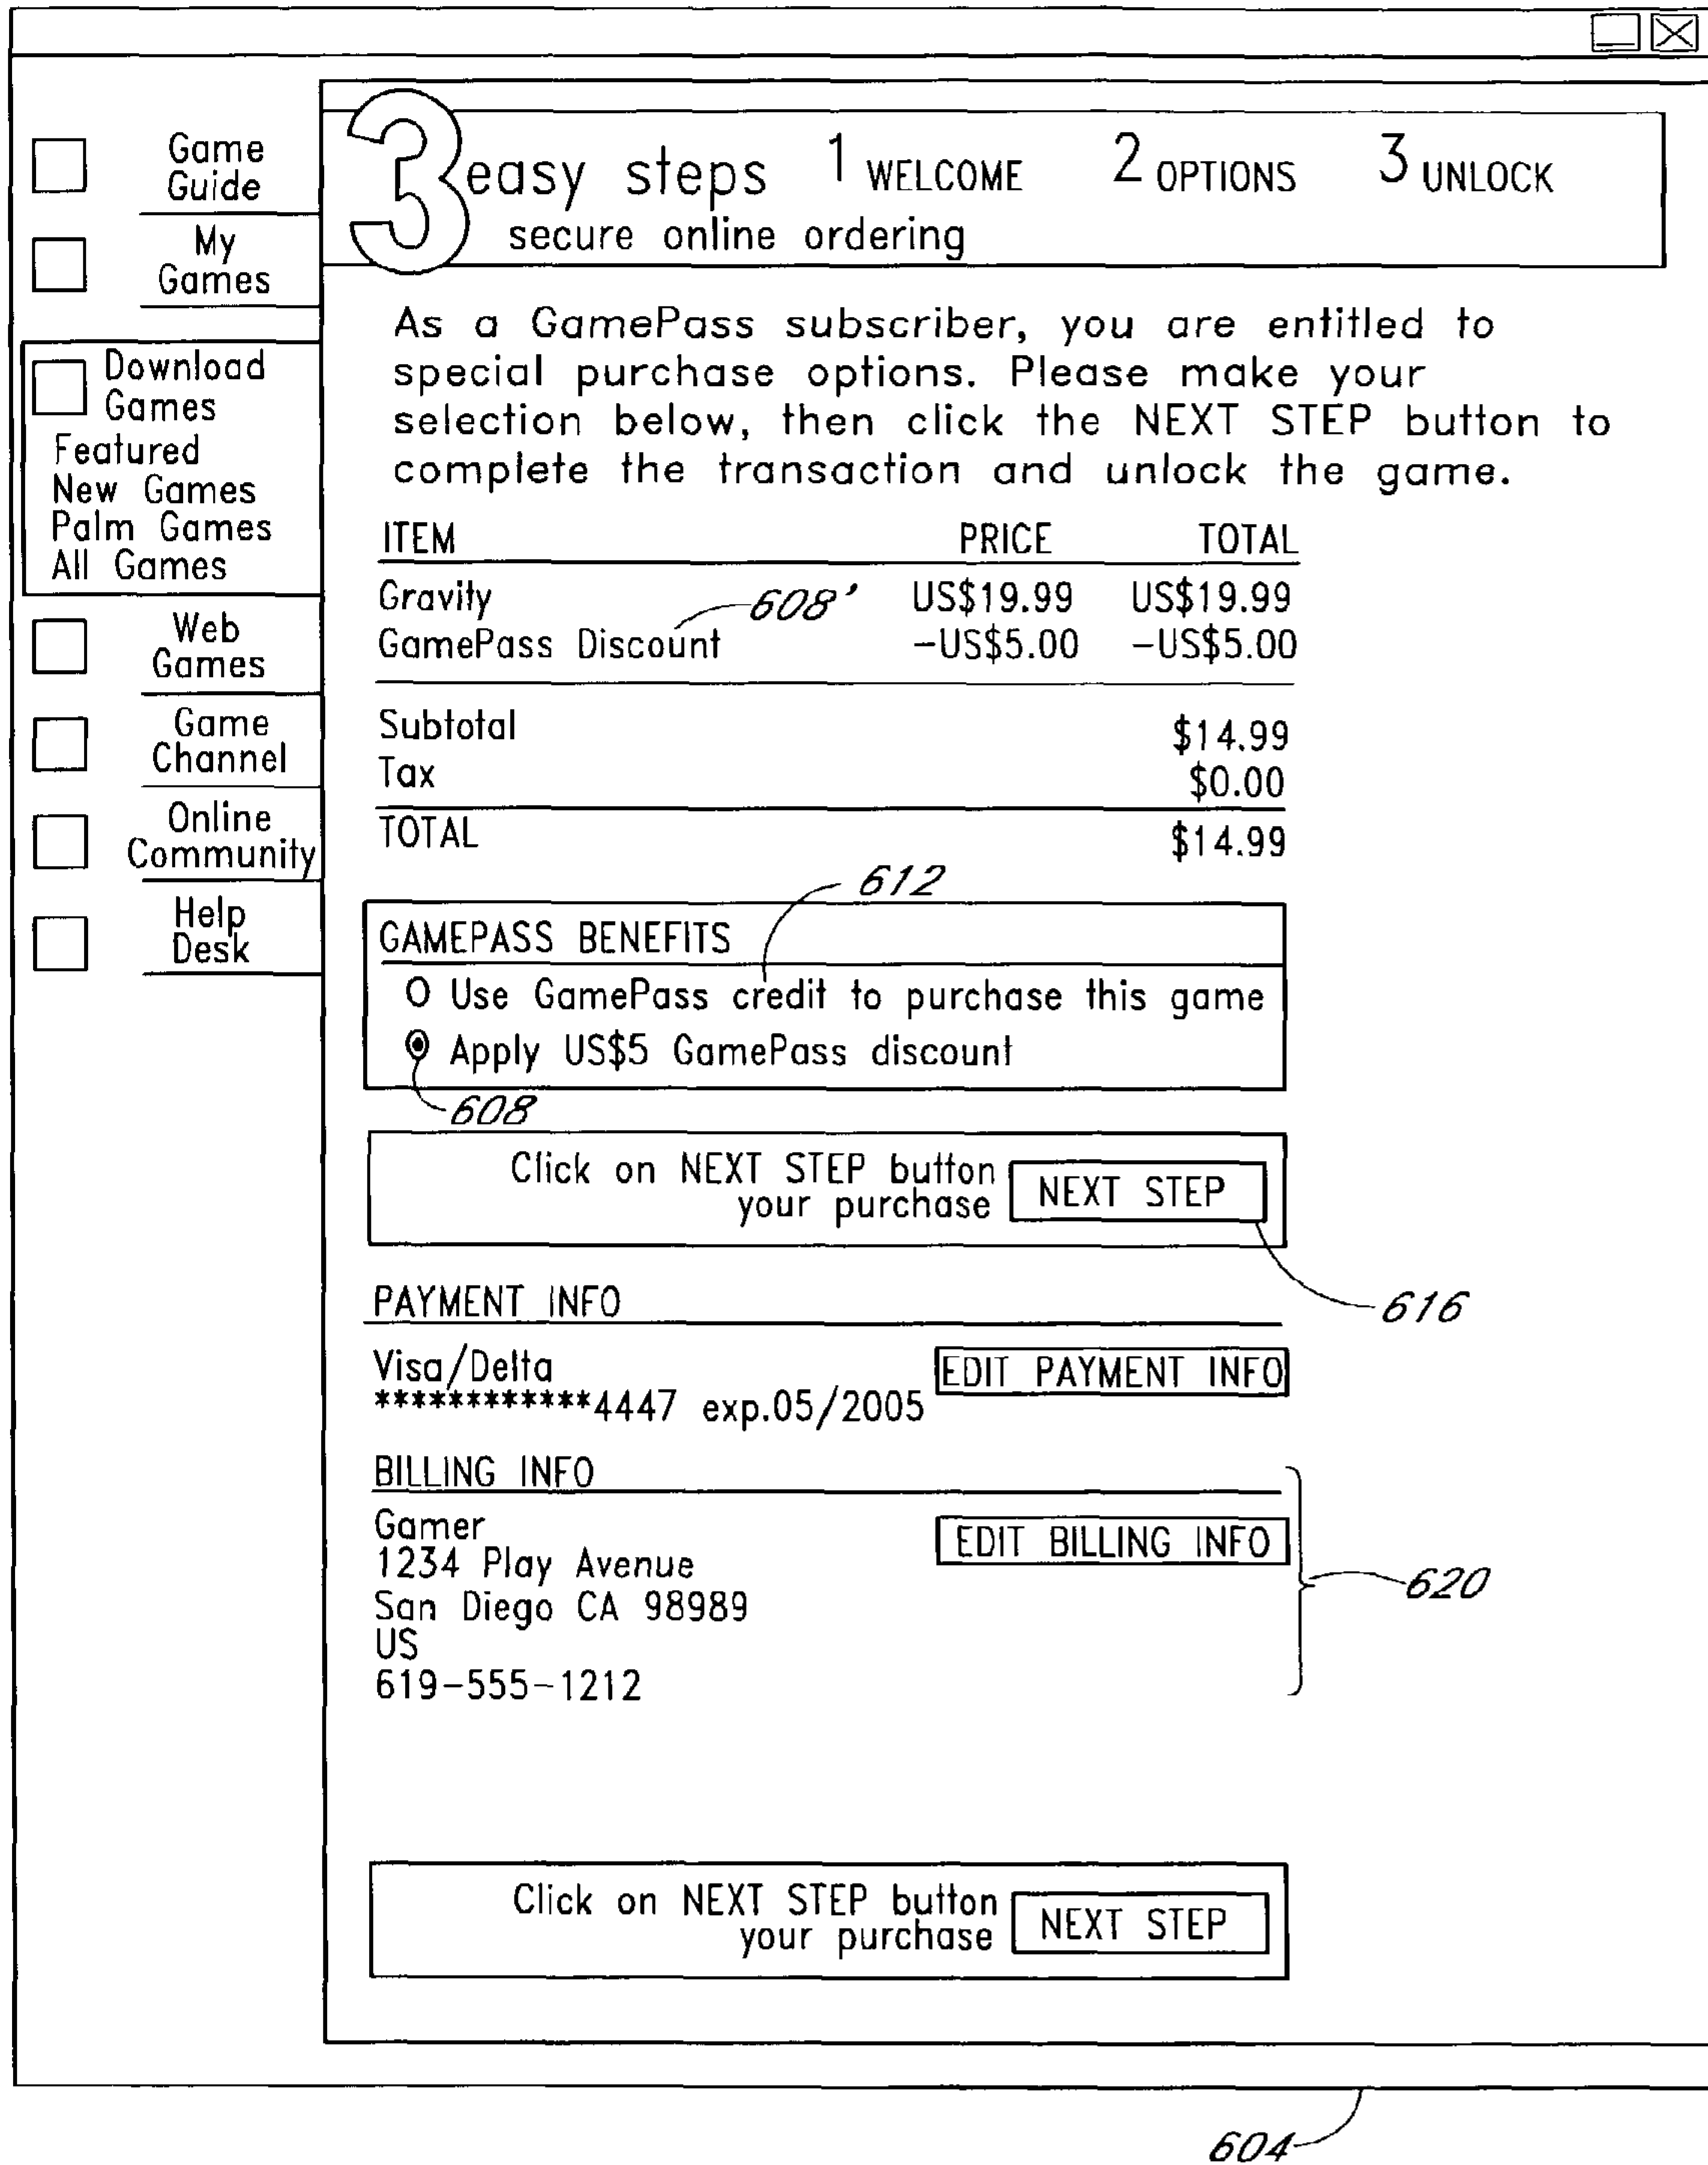 Game
Guide
My
Games
Download
Games
Featured
New Games
Palm Games
All Games
Web
Games
Game
Channel
Online
Community
Help
Desk
3 easy steps 1 WELCOME 2 OPTIONS 3 UNLOCK
secure online ordering
As a GamePass subscriber, you are entitled to
special purchase options. Please make your
selection below, then click the NEXT STEP button to
complete the transaction and unlock the game.
ITEM PRICE TOTAL
Gravity 608' US$19.99 US$19.99
GamePass Discount -US$5.00 -US$5.00
Subtotal $14.99
Tax $0.00
TOTAL $14.99
612
GAMEPASS BENEFITS
Use GamePass credit to purchase this game
Apply US$5 GamePass discount
608
Click on NEXT STEP button
your purchase
NEXT STEP
616
PAYMENT INFO
Visa/Delta
EDIT PAYMENT INFO
************4447 exp.05/2005
BILLING INFO
Gamer
EDIT BILLING INFO
1234 Play Avenue
620
San Diego CA 98989
US
619-555-1212
Click on NEXT STEP button
your purchase
NEXT STEP
604